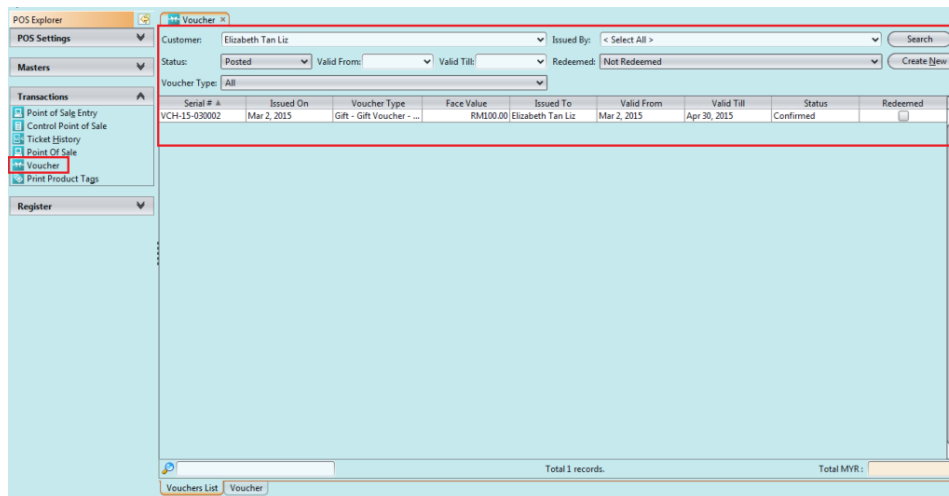 POS Explorer
Voucher ×
POS Settings
Customer: Elizabeth Tan Liz Issued By: < Select All > Search
Masters
Status: Posted Valid From: Valid Till: Redeemed: Not Redeemed Create New
Voucher Type: All
Transactions
Serial # Issued On Voucher Type Face Value Issued To Valid From Valid Till Status Redeemed
VCH-15-030002 Mar 2, 2015 Gift - Gift Voucher - ... RM100.00 Elizabeth Tan Liz Mar 2, 2015 Apr 30, 2015 Confirmed
Point of Sale Entry
Control Point of Sale
Ticket History
Point Of Sale
Voucher
Print Product Tags
Register
Total 1 records. Total MYR :
Vouchers List Voucher